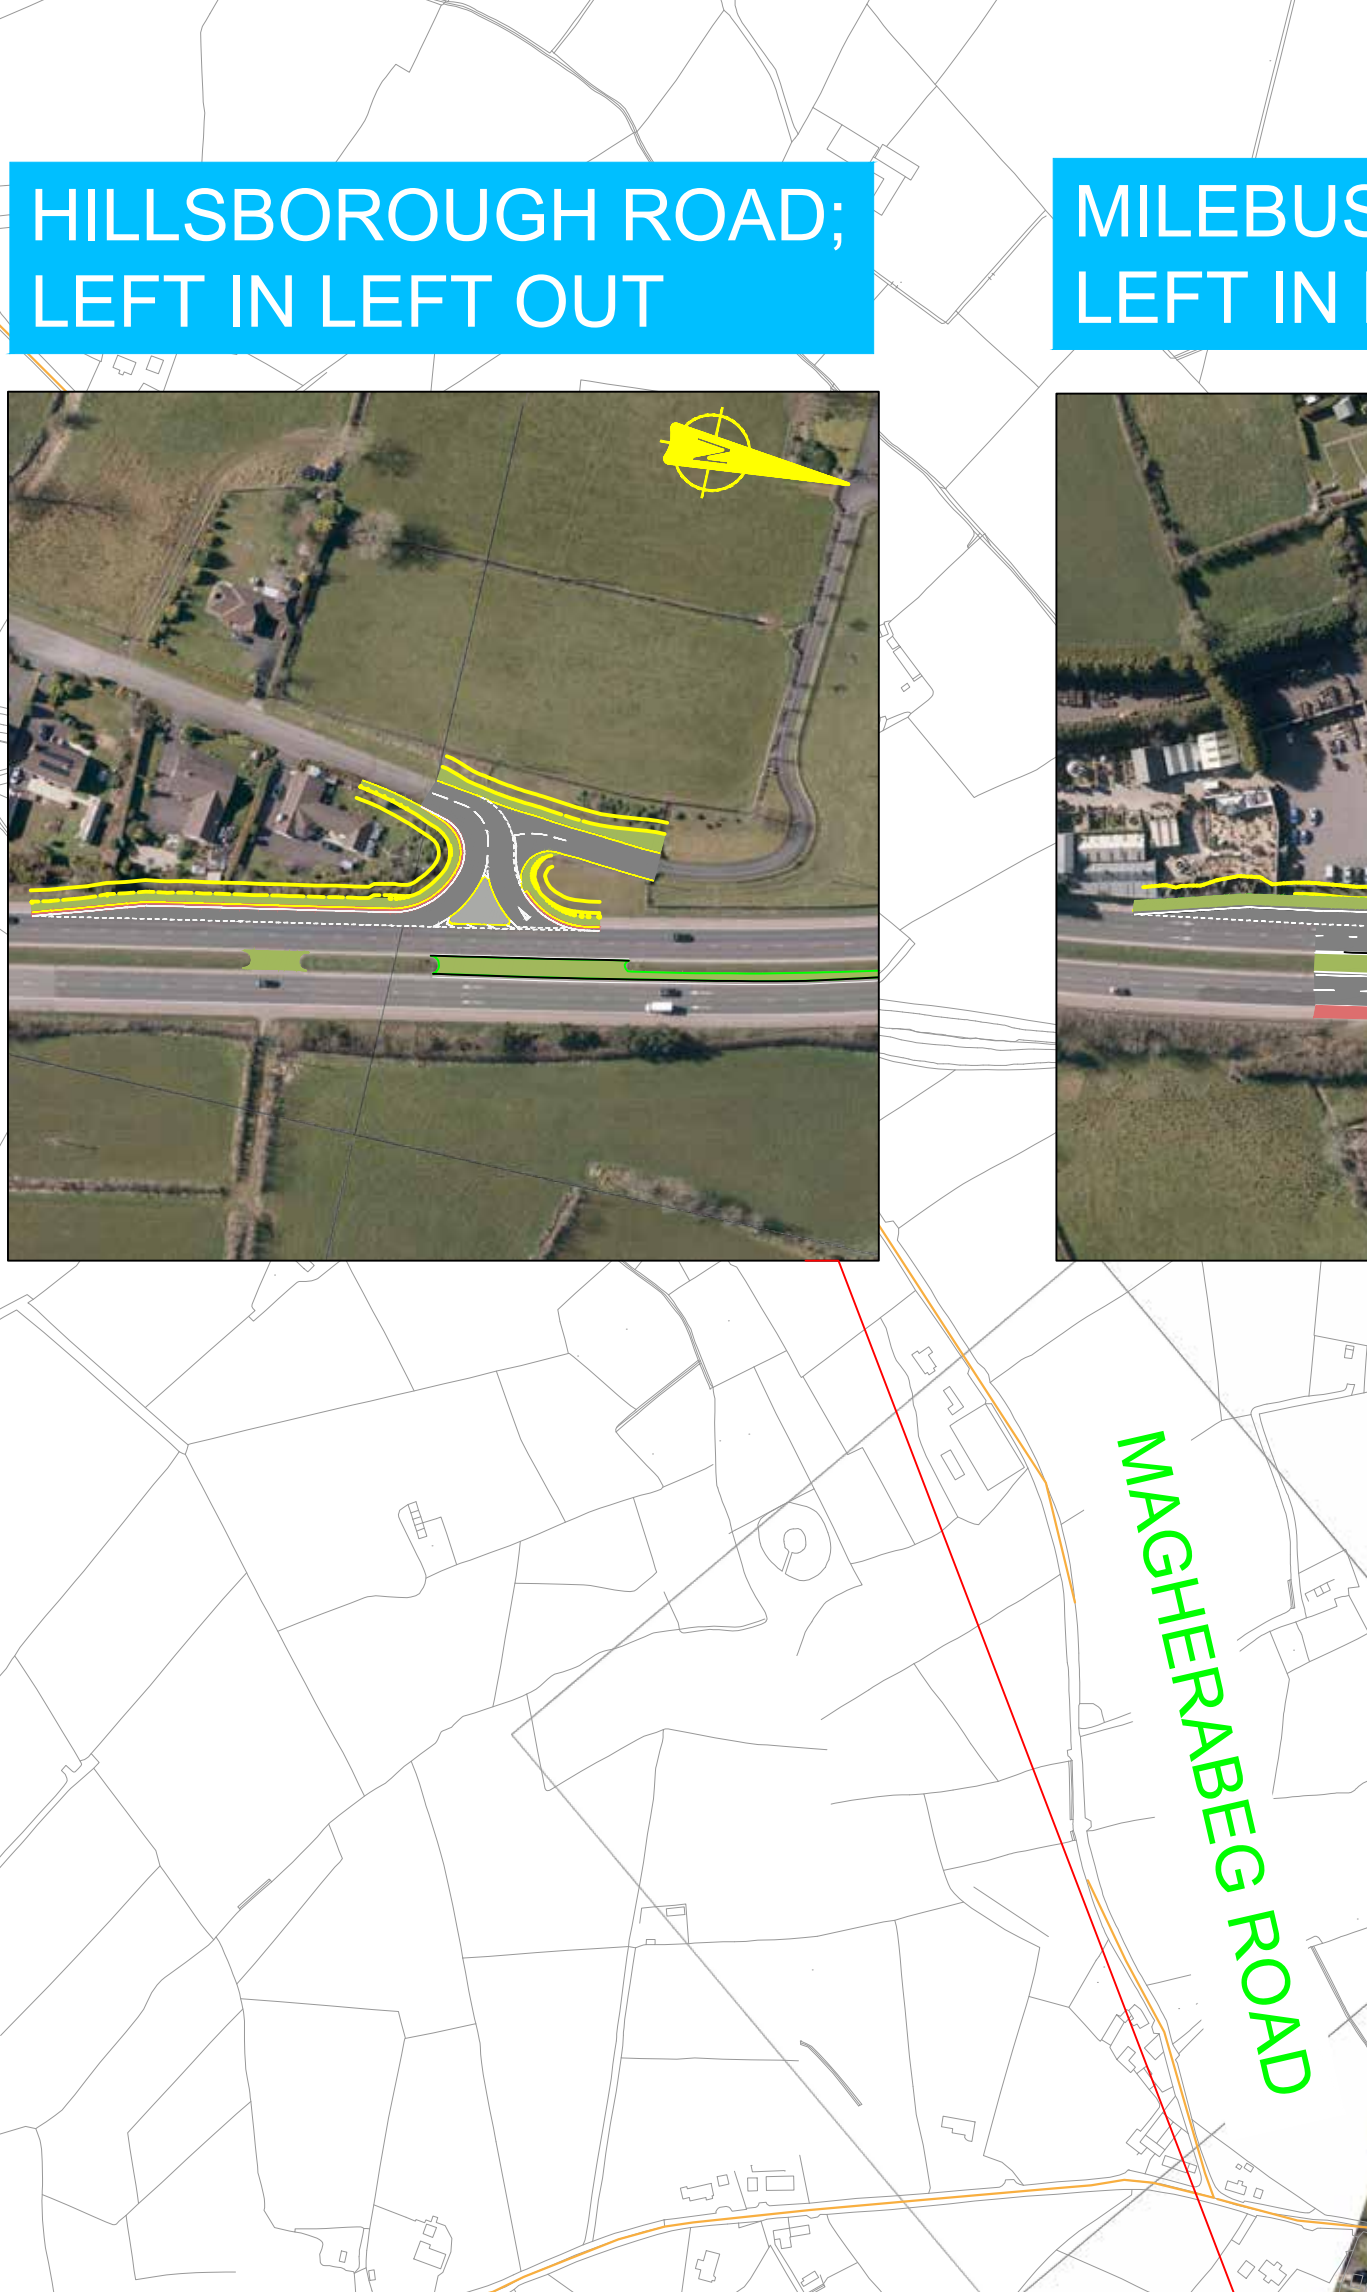 HILLSBOROUGH ROAD;
LEFT IN LEFT OUT
MILEBUS
LEFT IN
N
MAGHERABEG ROAD